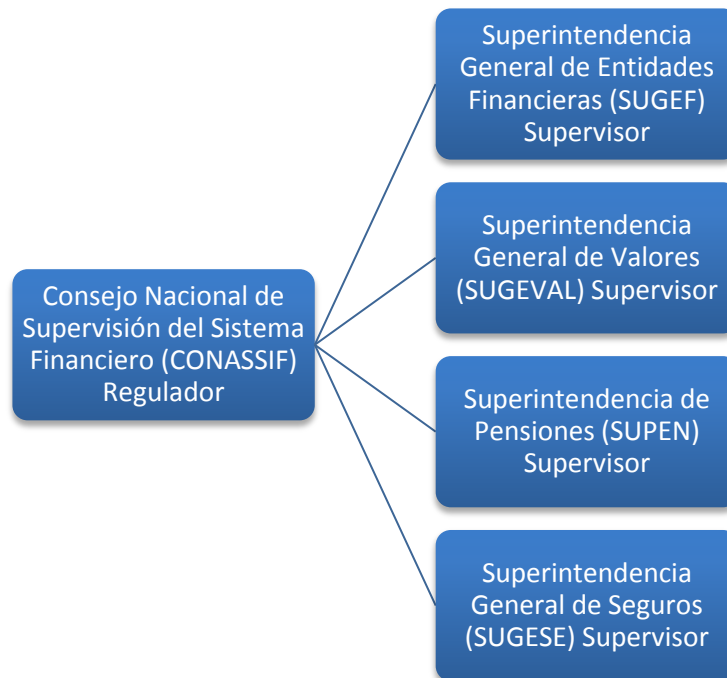 Consejo Nacional de
Supervisión del Sistema
Financiero (CONASSIF)
Regulador
Superintendencia
General de Entidades
Financieras (SUGEF)
Supervisor
Superintendencia
General de Valores
(SUGEVAL) Supervisor
Superintendencia de
Pensiones (SUPEN)
Supervisor
Superintendencia
General de Seguros
(SUGESE) Supervisor